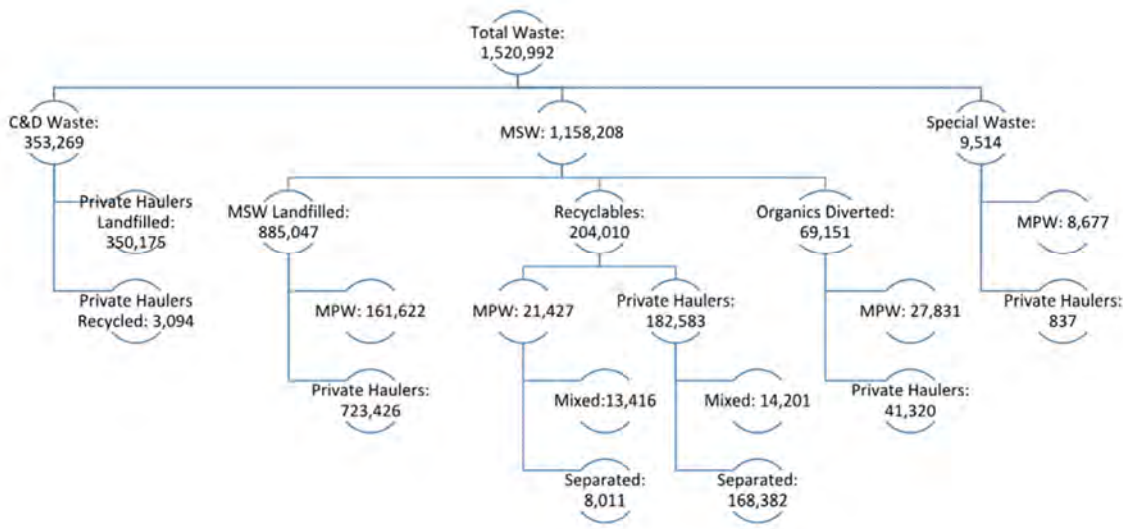 Total Waste:
1,520,992
C&D Waste:
353,269
MSW: 1,158,208
Special Waste:
9,514
Private Haulers
Landfilled:
350,175
Private Haulers
Recycled: 3,094
MSW Landfilled:
885,047
MPW: 161,622
Private Haulers:
723,426
Recyclables:
204,010
MPW: 21,427
Mixed:13,416
Separated:
8,011
Private Haulers:
182,583
Mixed: 14,201
Separated:
168,382
Organics Diverted:
69,151
MPW: 27,831
Private Haulers:
41,320
MPW: 8,677
Private Haulers:
837